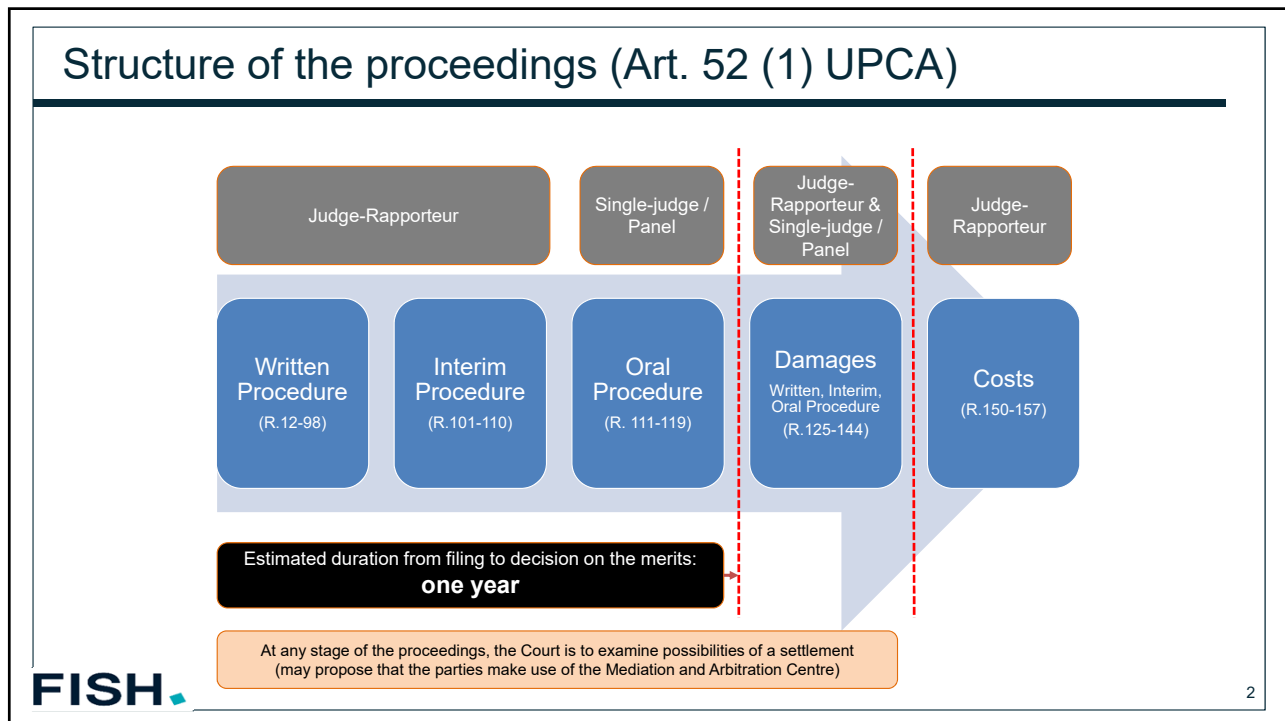 Structure of the proceedings (Art. 52 (1) UPCA)
Judge-Rapporteur
Single-judge /
Panel
Judge-
Rapporteur &
Single-judge /
Panel
Judge-
Rapporteur
Written
Procedure
(R.12-98)
Interim
Procedure
(R.101-110)
Oral
Procedure
(R. 111-119)
Damages
Written, Interim,
Oral Procedure
(R.125-144)
Costs
(R.150-157)
Estimated duration from filing to decision on the merits:
one year
At any stage of the proceedings, the Court is to examine possibilities of a settlement
(may propose that the parties make use of the Mediation and Arbitration Centre)
FISH.
2